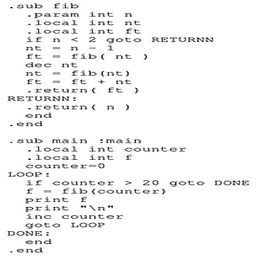 .sub fib
  .param int n
  .local int nt
  .local int ft
  if n < 2 goto RETURNN
  nt = n - 1
  ft = fib( nt )
  dec nt
  nt = fib(nt)
  ft = ft + nt
  .return( ft )
RETURNN:
  .return( n )
  end
.end

.sub main :main
  .local int counter
  .local int f
  counter=0
LOOP:
  if counter > 20 goto DONE
  f = fib(counter)
  print f
  print "\n"
  inc counter
  goto LOOP
DONE:
  end
.end